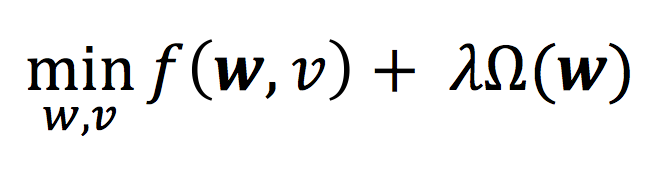 min f(w, v) + λΩ(w)
w,v